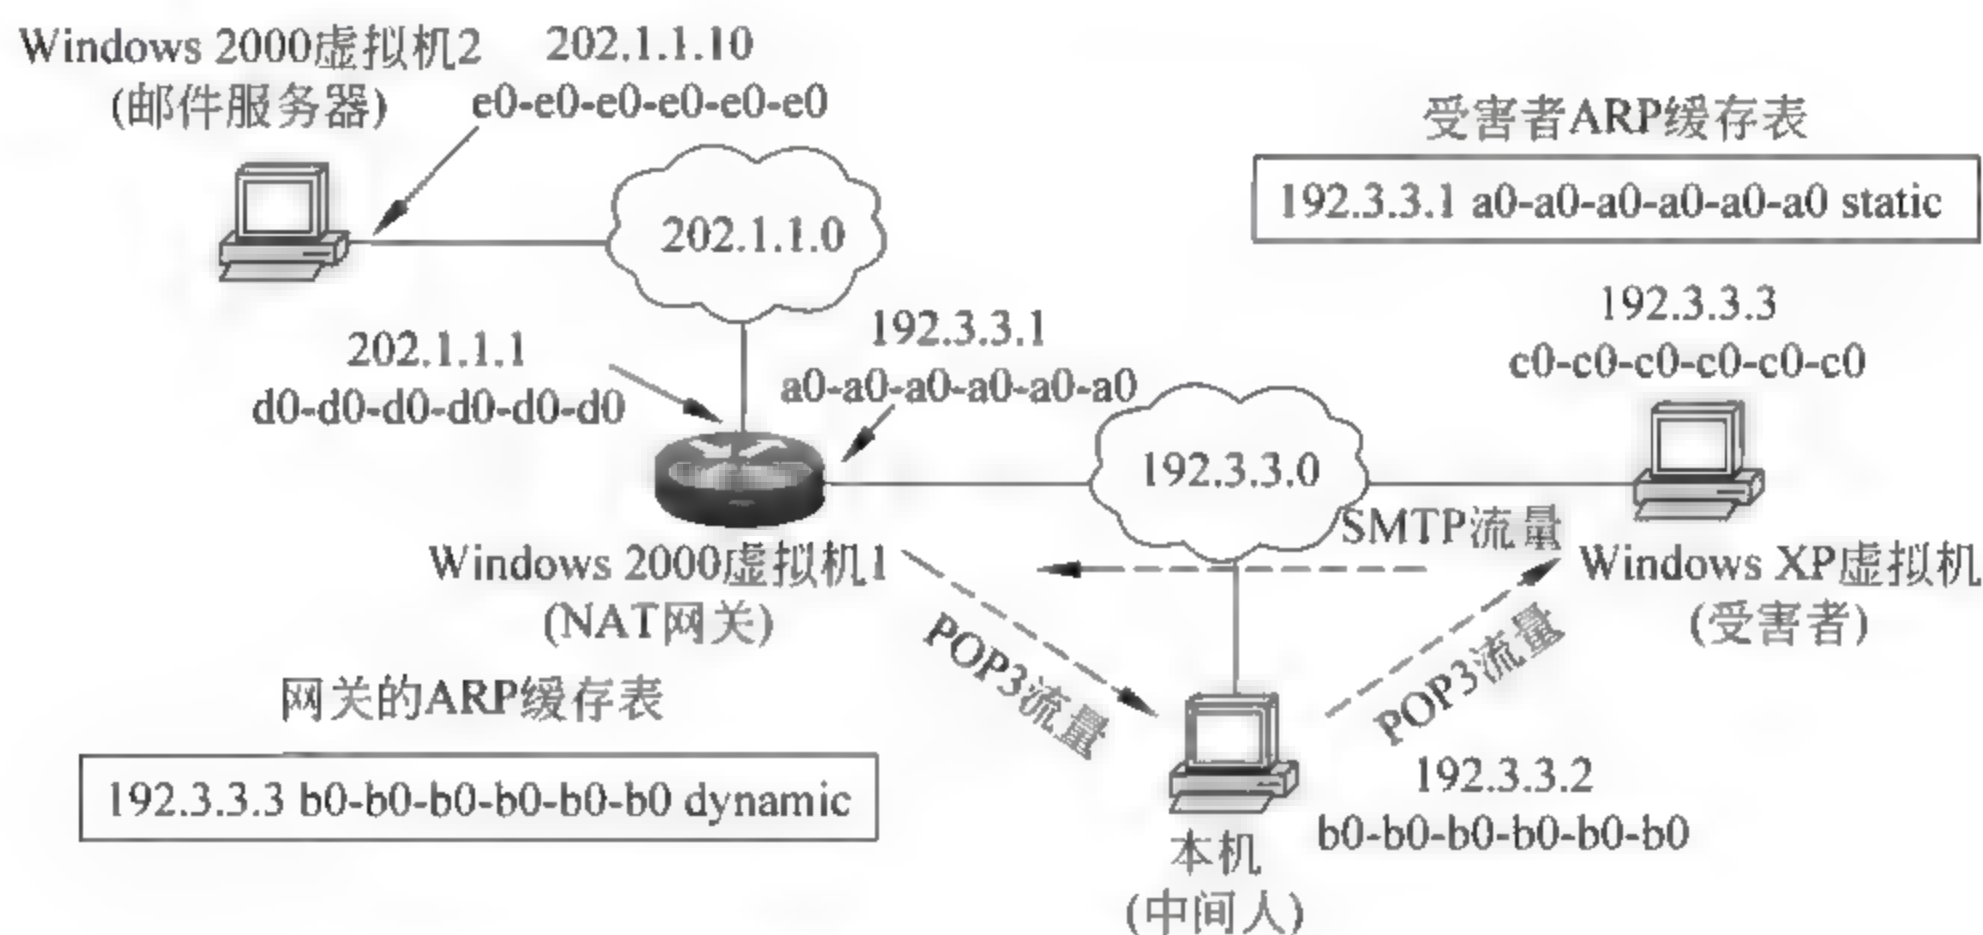 Windows 2000虚拟机2
(邮件服务器)
202.1.1.10
e0-e0-e0-e0-e0-e0
受害者ARP缓存表
192.3.3.1 a0-a0-a0-a0-a0-a0 static
202.1.1.0
192.3.3.3
c0-c0-c0-c0-c0-c0
202.1.1.1
d0-d0-d0-d0-d0-d0
192.3.3.1
a0-a0-a0-a0-a0-a0
192.3.3.0
SMTP流量
Windows 2000虚拟机1
(NAT网关)
Windows XP虚拟机
(受害者)
POP3流量
POP3流量
网关的ARP缓存表
192.3.3.3 b0-b0-b0-b0-b0-b0 dynamic
192.3.3.2
b0-b0-b0-b0-b0-b0
本机
(中间人)